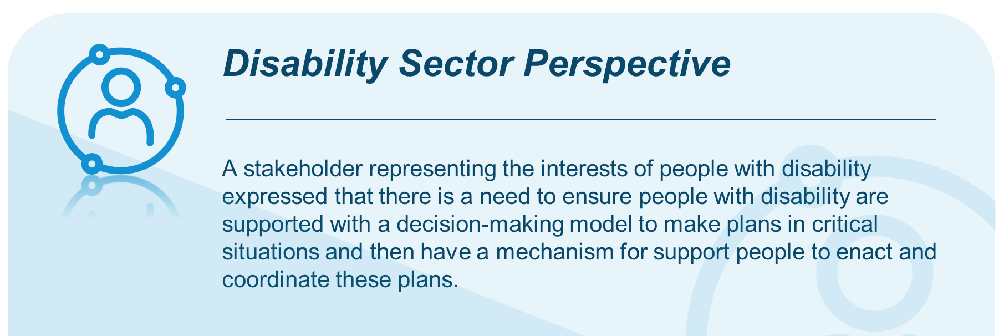 Disability Sector Perspective
A stakeholder representing the interests of people with disability
expressed that there is a need to ensure people with disability are
supported with a decision-making model to make plans in critical
situations and then have a mechanism for support people to enact and
coordinate these plans.